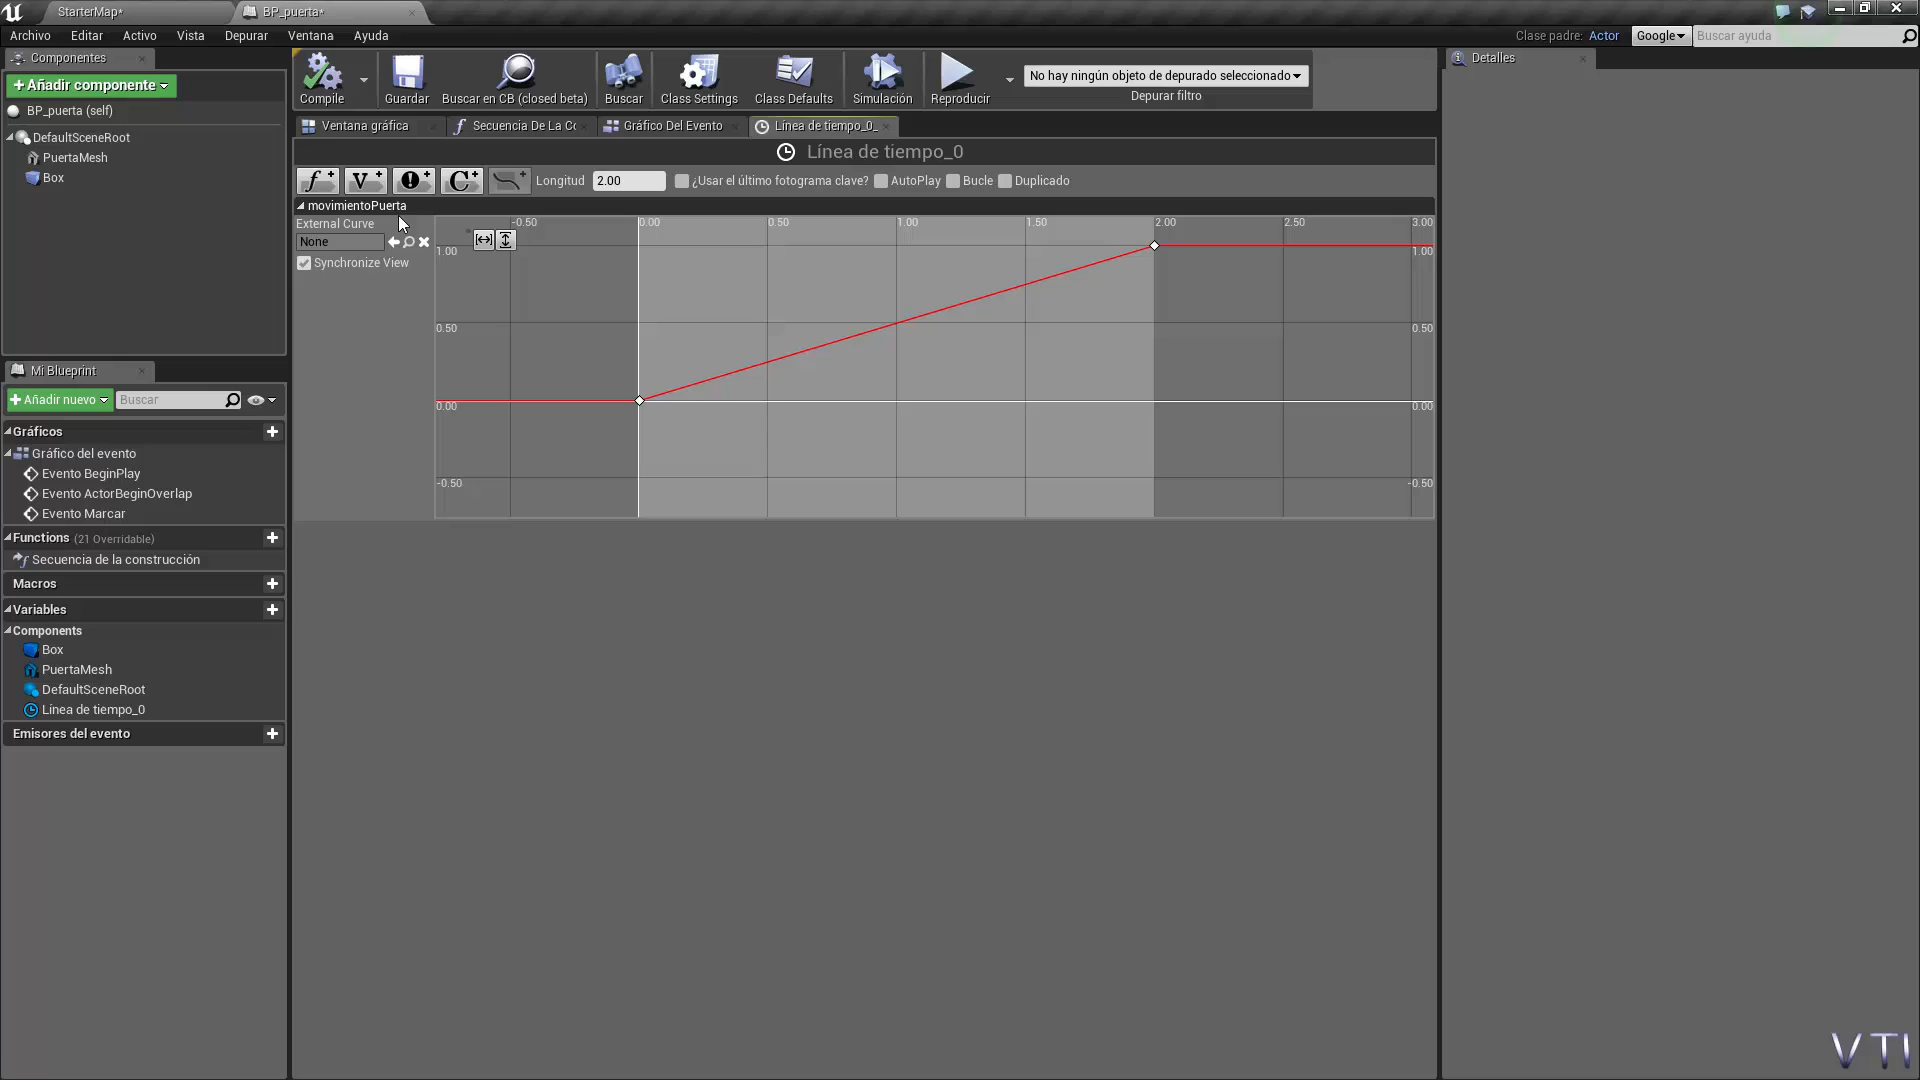 StarterMap*
BP_puerta*
Archivo Editar Activo Vista Depurar Ventana Ayuda
Clase padre: Actor Google Buscar ayuda
Componentes
Añadir componente
BP_puerta (self)
DefaultSceneRoot
PuertaMesh
Box
Compile Guardar Buscar en CB (closed beta) Buscar Class Settings Class Defaults Simulación Reproducir
No hay ningún objeto de depurado seleccionado
Depurar filtro
Detalles
Ventana gráfica Secuencia De La Co Gráfico Del Evento Línea de tiempo_0_
Línea de tiempo_0
Longitud 2.00 ¿Usar el último fotograma clave? AutoPlay Bucle Duplicado
movimientoPuerta
External Curve
None
Synchronize View
-0.50 0.00 0.50 1.00 1.50 2.00 2.50 3.00
1.00 1.00
0.50 0.50
0.00 0.00
-0.50 -0.50
Mi Blueprint
Añadir nuevo Buscar
Gráficos
Gráfico del evento
Evento BeginPlay
Evento ActorBeginOverlap
Evento Marcar
Functions (21 Overridable)
Secuencia de la construcción
Macros
Variables
Components
Box
PuertaMesh
DefaultSceneRoot
Línea de tiempo_0
Emisores del evento
VTI